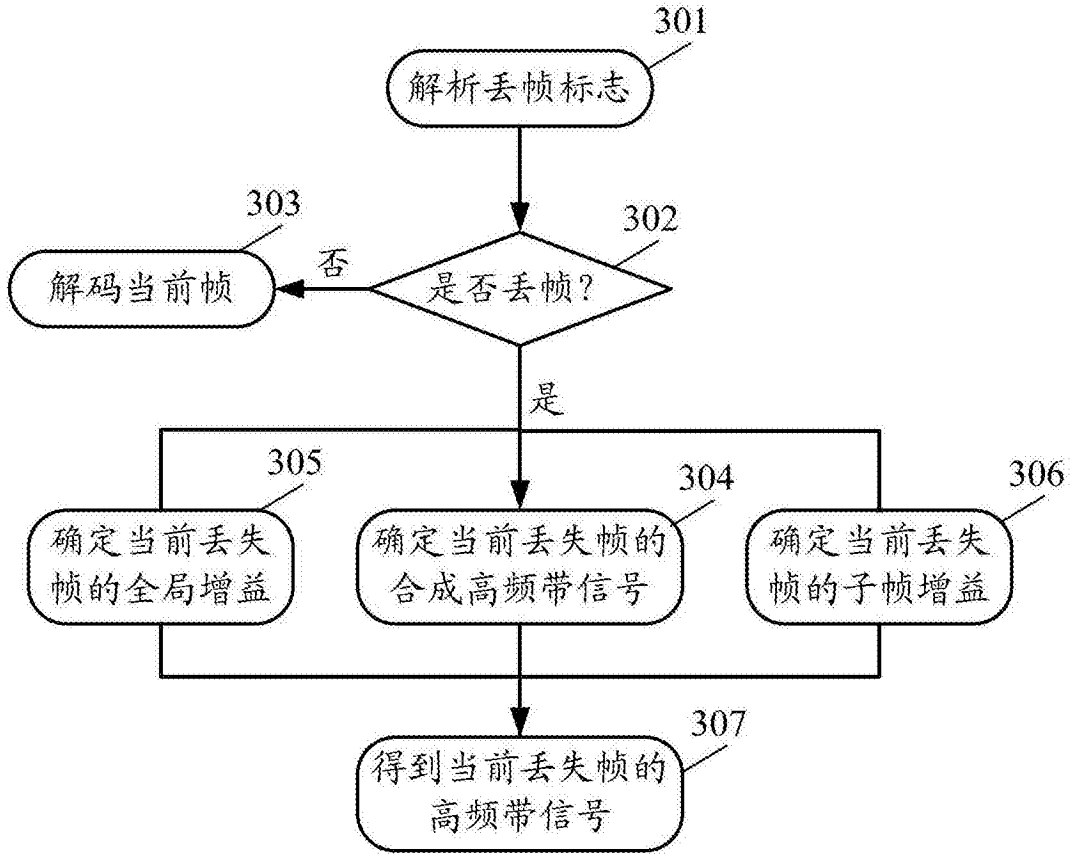 301
解析丢帧标志
302
是否丢帧?
303
否
解码当前帧
是
305
确定当前丢失
帧的全局增益
304
确定当前丢失帧的
合成高频带信号
306
确定当前丢失
帧的子帧增益
307
得到当前丢失帧的
高频带信号